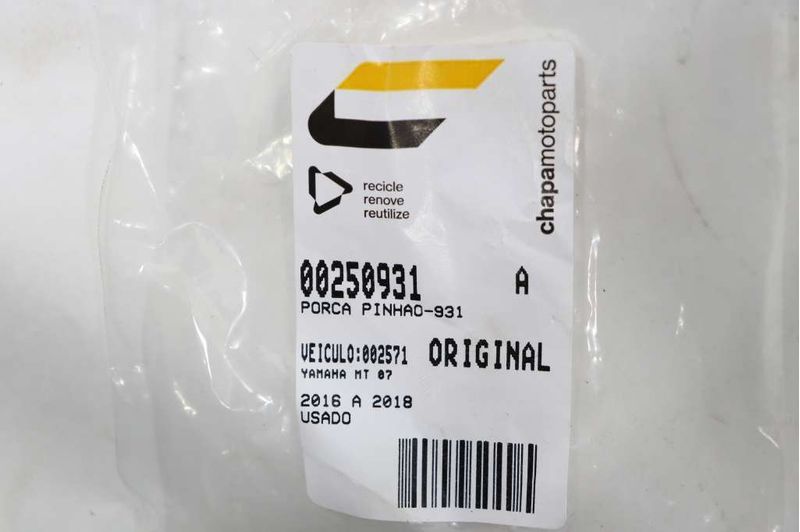 chapamotoparts
recicle
renove
reutilize
00250931 A
PORCA PINHAO-931
VEICULO:002571 ORIGINAL
YAMAHA MT 07
2016 A 2018
USADO